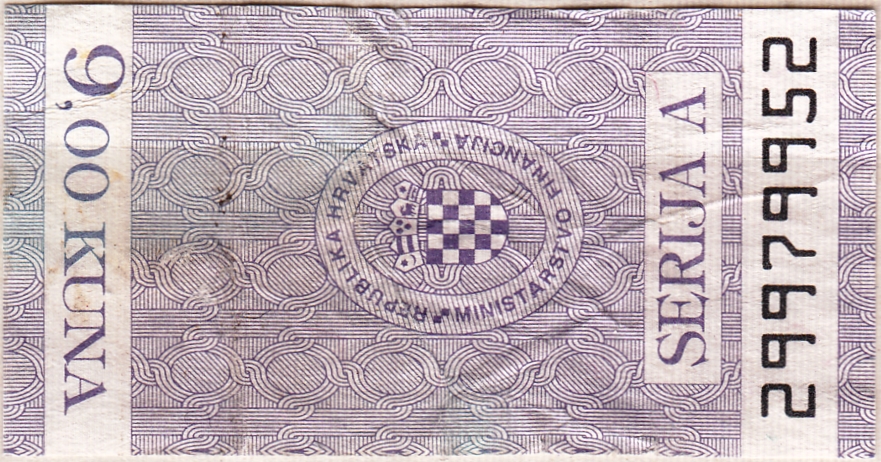 9,00 KUNA
REPUBLIKA HRVATSKA
MINISTARSTVO FINANCIJA
SERIJA A
29979952